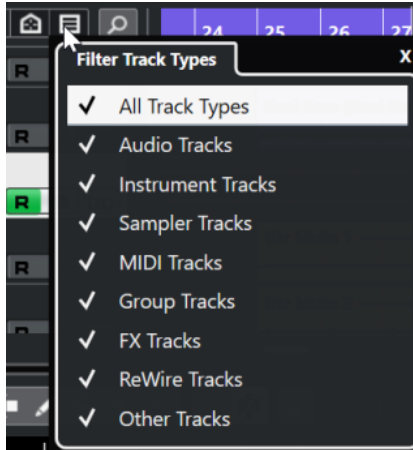 24 25 26 27
Filter Track Types X
R
✓ All Track Types
✓ Audio Tracks
R
✓ Instrument Tracks
R
✓ Sampler Tracks
✓ MIDI Tracks
R
✓ Group Tracks
✓ FX Tracks
✓ ReWire Tracks
✓ Other Tracks